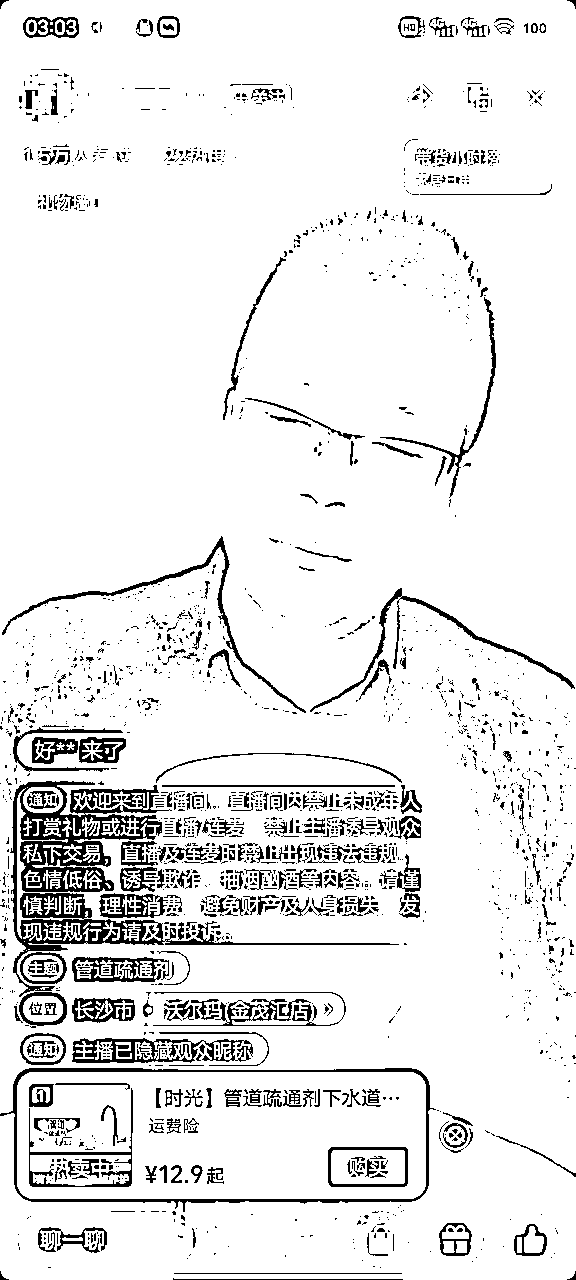 03:03
HD 100
带货小时榜
好** 来了
通知 欢迎来到直播间。直播间内禁止未成年人
打赏礼物或进行直播/连麦 禁止主播诱导观众
私下交易，直播及连麦时禁止出现违法违规、
色情低俗、诱导欺诈、抽烟酗酒等内容。请谨
慎判断，理性消费 避免财产及人身损失 发
现违规行为请及时投诉。
主题 管道疏通剂
位置 长沙市 沃尔玛(金茂汇店) »
通知 主播已隐藏观众昵称
1
【时光】管道疏通剂下水道…
运费险
热卖中
¥12.9起
购买
聊一聊